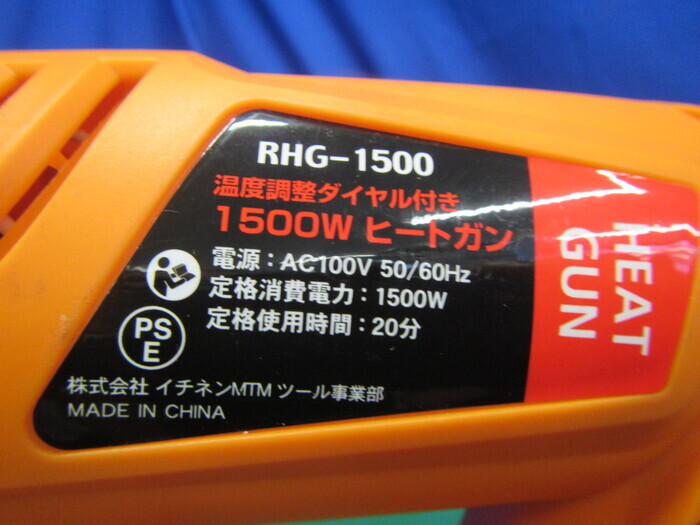 RHG-1500
温度調整ダイヤル付き
1500W ヒートガン
電源：AC100V 50/60Hz
定格消費電力：1500W
定格使用時間：20分
PS
E
株式会社 イチネンMTM ツール事業部
MADE IN CHINA
HEAT
GUN